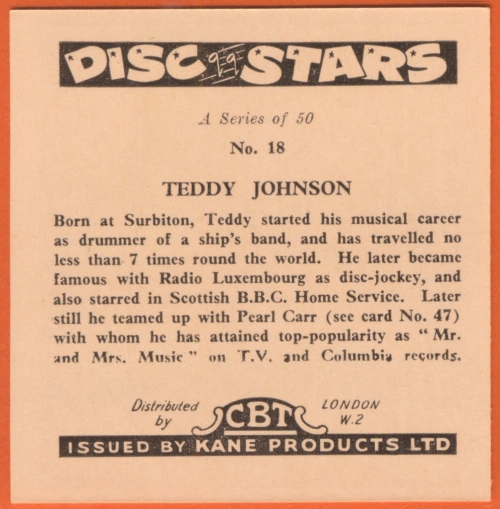 DISC STARS
A Series of 50
No. 18
TEDDY JOHNSON
Born at Surbiton, Teddy started his musical career
as drummer of a ship's band, and has travelled no
less than 7 times round the world. He later became
famous with Radio Luxembourg as disc-jockey, and
also starred in Scottish B.B.C. Home Service. Later
still he teamed up with Pearl Carr (see card No. 47)
with whom he has attained top-popularity as "Mr.
and Mrs. Music" on T.V. and Columbia records.
Distributed by CBT LONDON W.2
ISSUED BY KANE PRODUCTS LTD